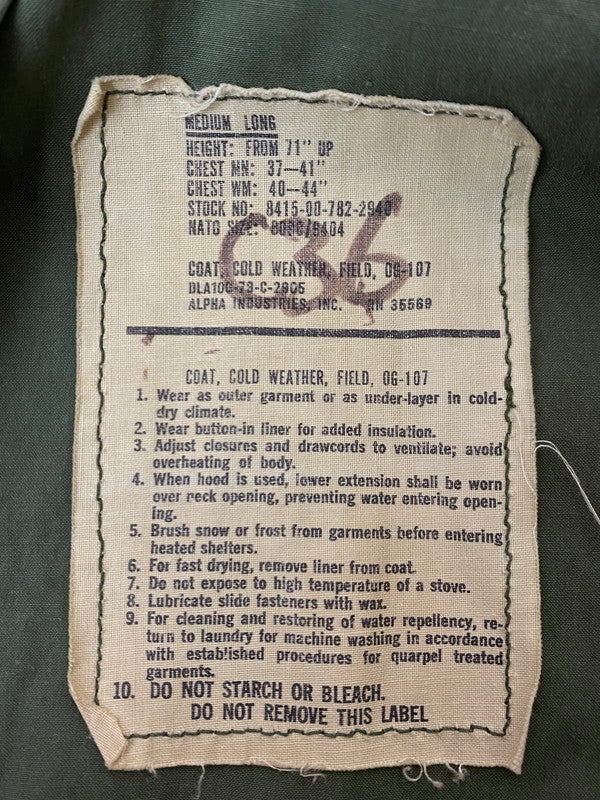 MEDIUM LONG
HEIGHT: FROM 71" UP
CHEST MN: 37—41"
CHEST WM: 40—44"
STOCK NO: 8415-00-782-2940
NATO SIZE: /9404
C36
COAT, COLD WEATHER, FIELD, OG-107
ALPHA INDUSTRIES, INC. RN 35569
COAT, COLD WEATHER, FIELD, OG-107
1. Wear as outer garment or as under-layer in cold-
dry climate.
2. Wear button-in liner for added insulation.
3. Adjust closures and drawcords to ventilate; avoid
overheating of body.
4. When hood is used, lower extension shall be worn
over neck opening, preventing water entering open-
ing.
5. Brush snow or frost from garments before entering
heated shelters.
6. For fast drying, remove liner from coat.
7. Do not expose to high temperature of a stove.
8. Lubricate slide fasteners with wax.
9. For cleaning and restoring of water repellency, re-
turn to laundry for machine washing in accordance
with established procedures for quarpel treated
garments.
10. DO NOT STARCH OR BLEACH.
DO NOT REMOVE THIS LABEL